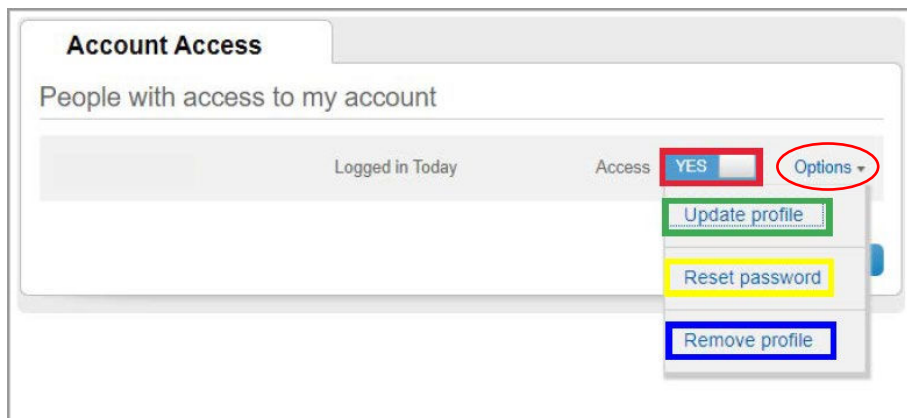 Account Access
People with access to my account
Logged in Today Access YES Options
Update profile
Reset password
Remove profile